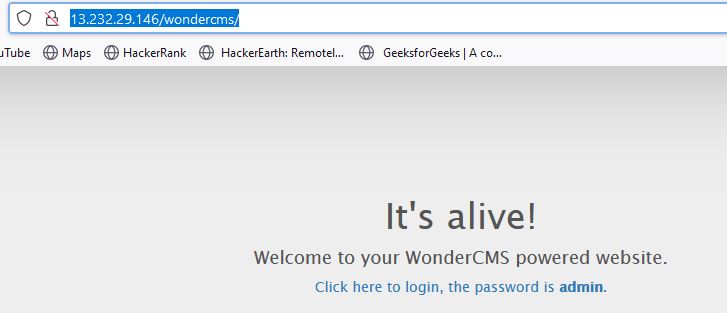 13.232.29.146/wondercms/
uTube Maps HackerRank HackerEarth: Remotel... GeeksforGeeks | A co...
It's alive!
Welcome to your WonderCMS powered website.
Click here to login, the password is admin.